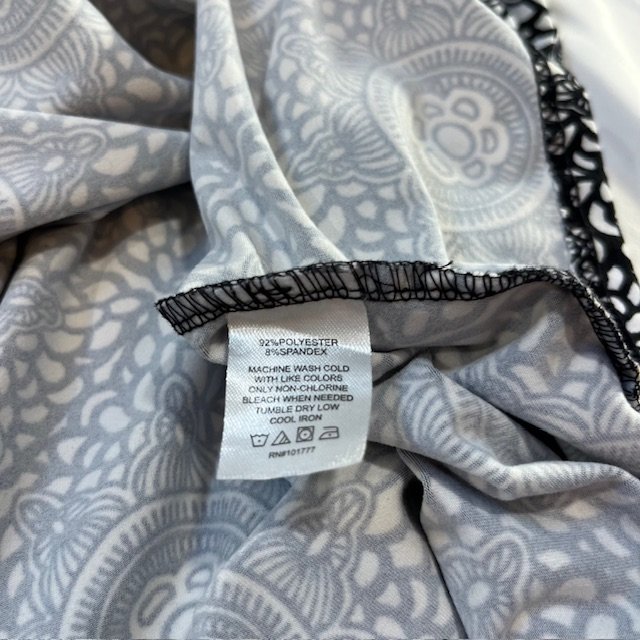 92%POLYESTER
8%SPANDEX
MACHINE WASH COLD
WITH LIKE COLORS
ONLY NON-CHLORINE
BLEACH WHEN NEEDED
TUMBLE DRY LOW
COOL IRON
RN#101777